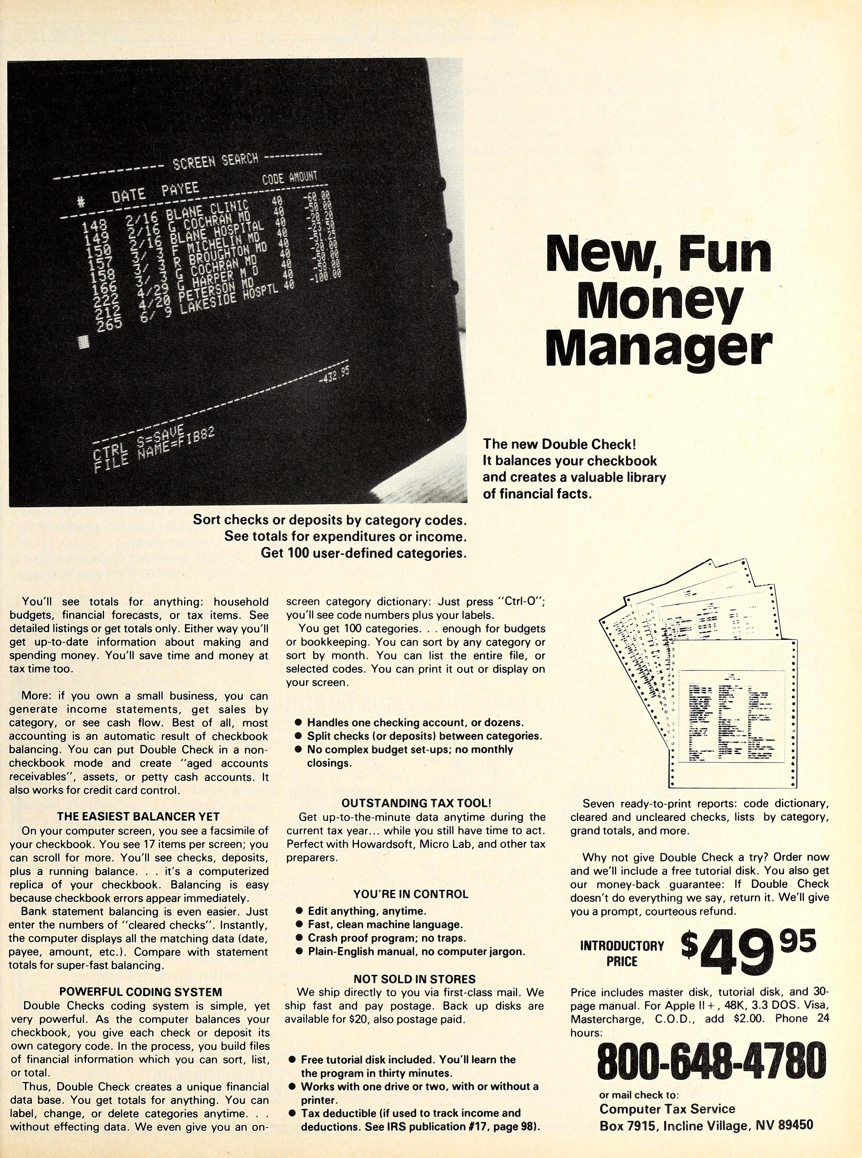 SCREEN SEARCH
# DATE PAYEE CODE AMOUNT
148 2/16 BLANE CLINIC 40 -60.00
149 2/16 G COCHRAN MD 40 -50.00
150 2/16 BLANE HOSPITAL 40
157 3/ 3 F MICHELIN MD 40
158 3/ 3 R BROUGHTON MD 40
166 3/ 3 G COCHRAN MD 40
222 4/29 G HARPER M D 40
212 4/20 PETERSON MD 40
265 6/ 9 LAKESIDE HOSPTL 40 -100.00
-432.95
CTRL S=SAVE
FILE NAME=FIB82
New, Fun
Money
Manager
The new Double Check!
It balances your checkbook
and creates a valuable library
of financial facts.
Sort checks or deposits by category codes.
See totals for expenditures or income.
Get 100 user-defined categories.
You'll see totals for anything: household
budgets, financial forecasts, or tax items. See
detailed listings or get totals only. Either way you'll
get up-to-date information about making and
spending money. You'll save time and money at
tax time too.
More: if you own a small business, you can
generate income statements, get sales by
category, or see cash flow. Best of all, most
accounting is an automatic result of checkbook
balancing. You can put Double Check in a non-
checkbook mode and create "aged accounts
receivables", assets, or petty cash accounts. It
also works for credit card control.
THE EASIEST BALANCER YET
On your computer screen, you see a facsimile of
your checkbook. You see 17 items per screen; you
can scroll for more. You'll see checks, deposits,
plus a running balance. . . it's a computerized
replica of your checkbook. Balancing is easy
because checkbook errors appear immediately.
Bank statement balancing is even easier. Just
enter the numbers of "cleared checks". Instantly,
the computer displays all the matching data (date,
payee, amount, etc.). Compare with statement
totals for super-fast balancing.
POWERFUL CODING SYSTEM
Double Checks coding system is simple, yet
very powerful. As the computer balances your
checkbook, you give each check or deposit its
own category code. In the process, you build files
of financial information which you can sort, list,
or total.
Thus, Double Check creates a unique financial
data base. You get totals for anything. You can
label, change, or delete categories anytime. . .
without effecting data. We even give you an on-
screen category dictionary: Just press "Ctrl-O";
you'll see code numbers plus your labels.
You get 100 categories. . . enough for budgets
or bookkeeping. You can sort by any category or
sort by month. You can list the entire file, or
selected codes. You can print it out or display on
your screen.
● Handles one checking account, or dozens.
● Split checks (or deposits) between categories.
● No complex budget set-ups; no monthly
closings.
OUTSTANDING TAX TOOL!
Get up-to-the-minute data anytime during the
current tax year... while you still have time to act.
Perfect with Howardsoft, Micro Lab, and other tax
preparers.
YOU'RE IN CONTROL
● Edit anything, anytime.
● Fast, clean machine language.
● Crash proof program; no traps.
● Plain-English manual, no computer jargon.
NOT SOLD IN STORES
We ship directly to you via first-class mail. We
ship fast and pay postage. Back up disks are
available for $20, also postage paid.
● Free tutorial disk included. You'll learn the
the program in thirty minutes.
● Works with one drive or two, with or without a
printer.
● Tax deductible (if used to track income and
deductions. See IRS publication #17, page 98).
Seven ready-to-print reports: code dictionary,
cleared and uncleared checks, lists by category,
grand totals, and more.
Why not give Double Check a try? Order now
and we'll include a free tutorial disk. You also get
our money-back guarantee: If Double Check
doesn't do everything we say, return it. We'll give
you a prompt, courteous refund.
INTRODUCTORY
PRICE $49 95
Price includes master disk, tutorial disk, and 30-
page manual. For Apple II+, 48K, 3.3 DOS. Visa,
Mastercharge, C.O.D., add $2.00. Phone 24
hours:
800-648-4780
or mail check to:
Computer Tax Service
Box 7915, Incline Village, NV 89450